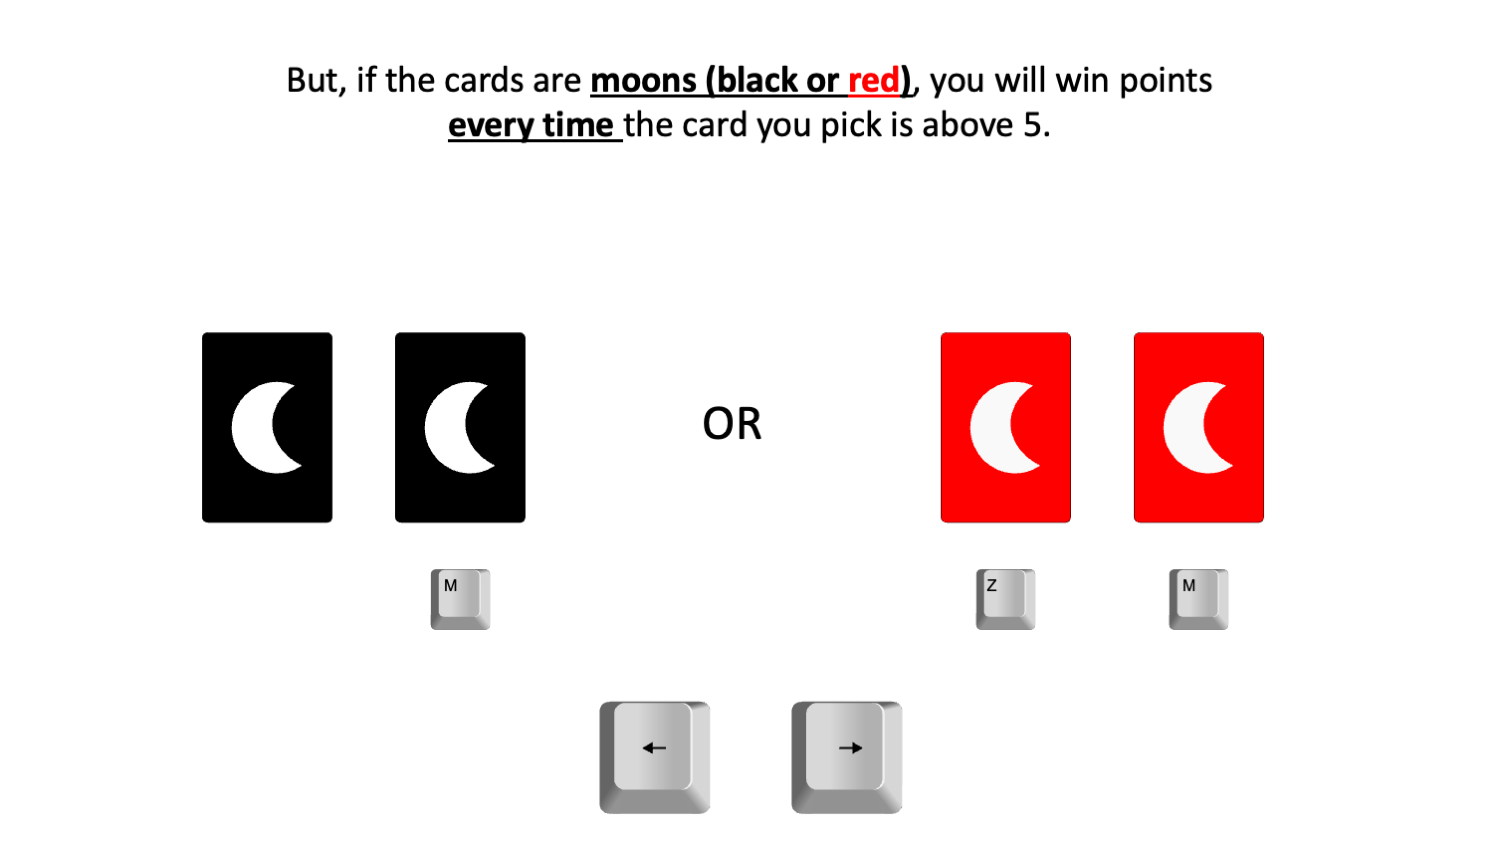 But, if the cards are moons (black or red), you will win points
every time the card you pick is above 5.
OR
M
Z
M
← →